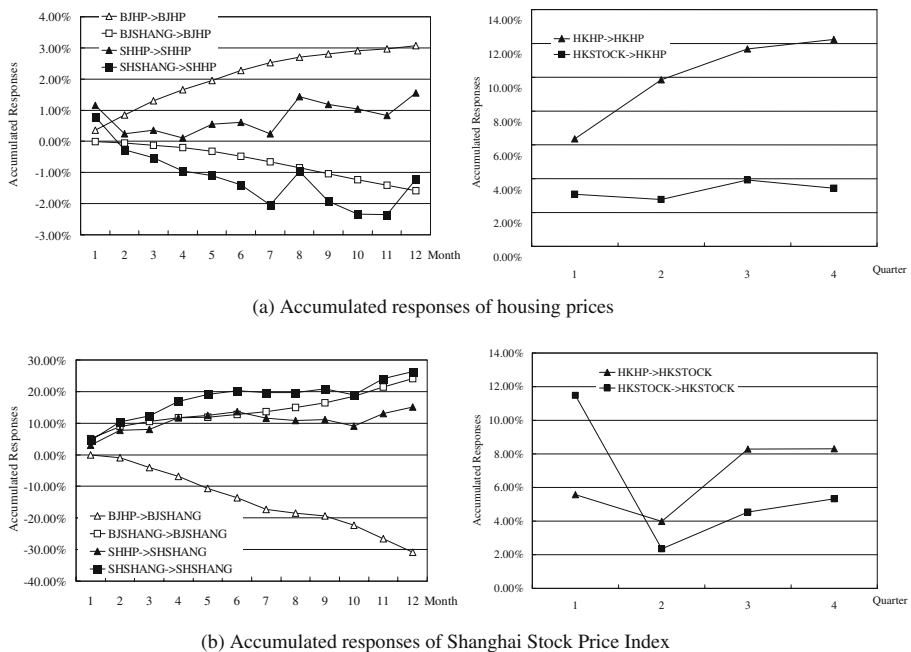 4.00%
3.00%
2.00%
1.00%
0.00%
-1.00%
-2.00%
-3.00%
Accumulated Responses
BJHP->BJHP
BJSHANG->BJHP
SHHP->SHHP
SHSHANG->SHHP
1 2 3 4 5 6 7 8 9 10 11 12 Month
14.00%
12.00%
10.00%
8.00%
6.00%
4.00%
2.00%
0.00%
Accumulated Responses
HKHP->HKHP
HKSTOCK->HKHP
1 2 3 4 Quarter
(a) Accumulated responses of housing prices
30.00%
20.00%
10.00%
0.00%
-10.00%
-20.00%
-30.00%
-40.00%
Accumulated Responses
BJHP->BJSHANG
BJSHANG->BJSHANG
SHHP->SHSHANG
SHSHANG->SHSHANG
1 2 3 4 5 6 7 8 9 10 11 12 Month
14.00%
12.00%
10.00%
8.00%
6.00%
4.00%
2.00%
0.00%
Accumulated Responses
HKHP->HKSTOCK
HKSTOCK->HKSTOCK
1 2 3 4 Quarter
(b) Accumulated responses of Shanghai Stock Price Index